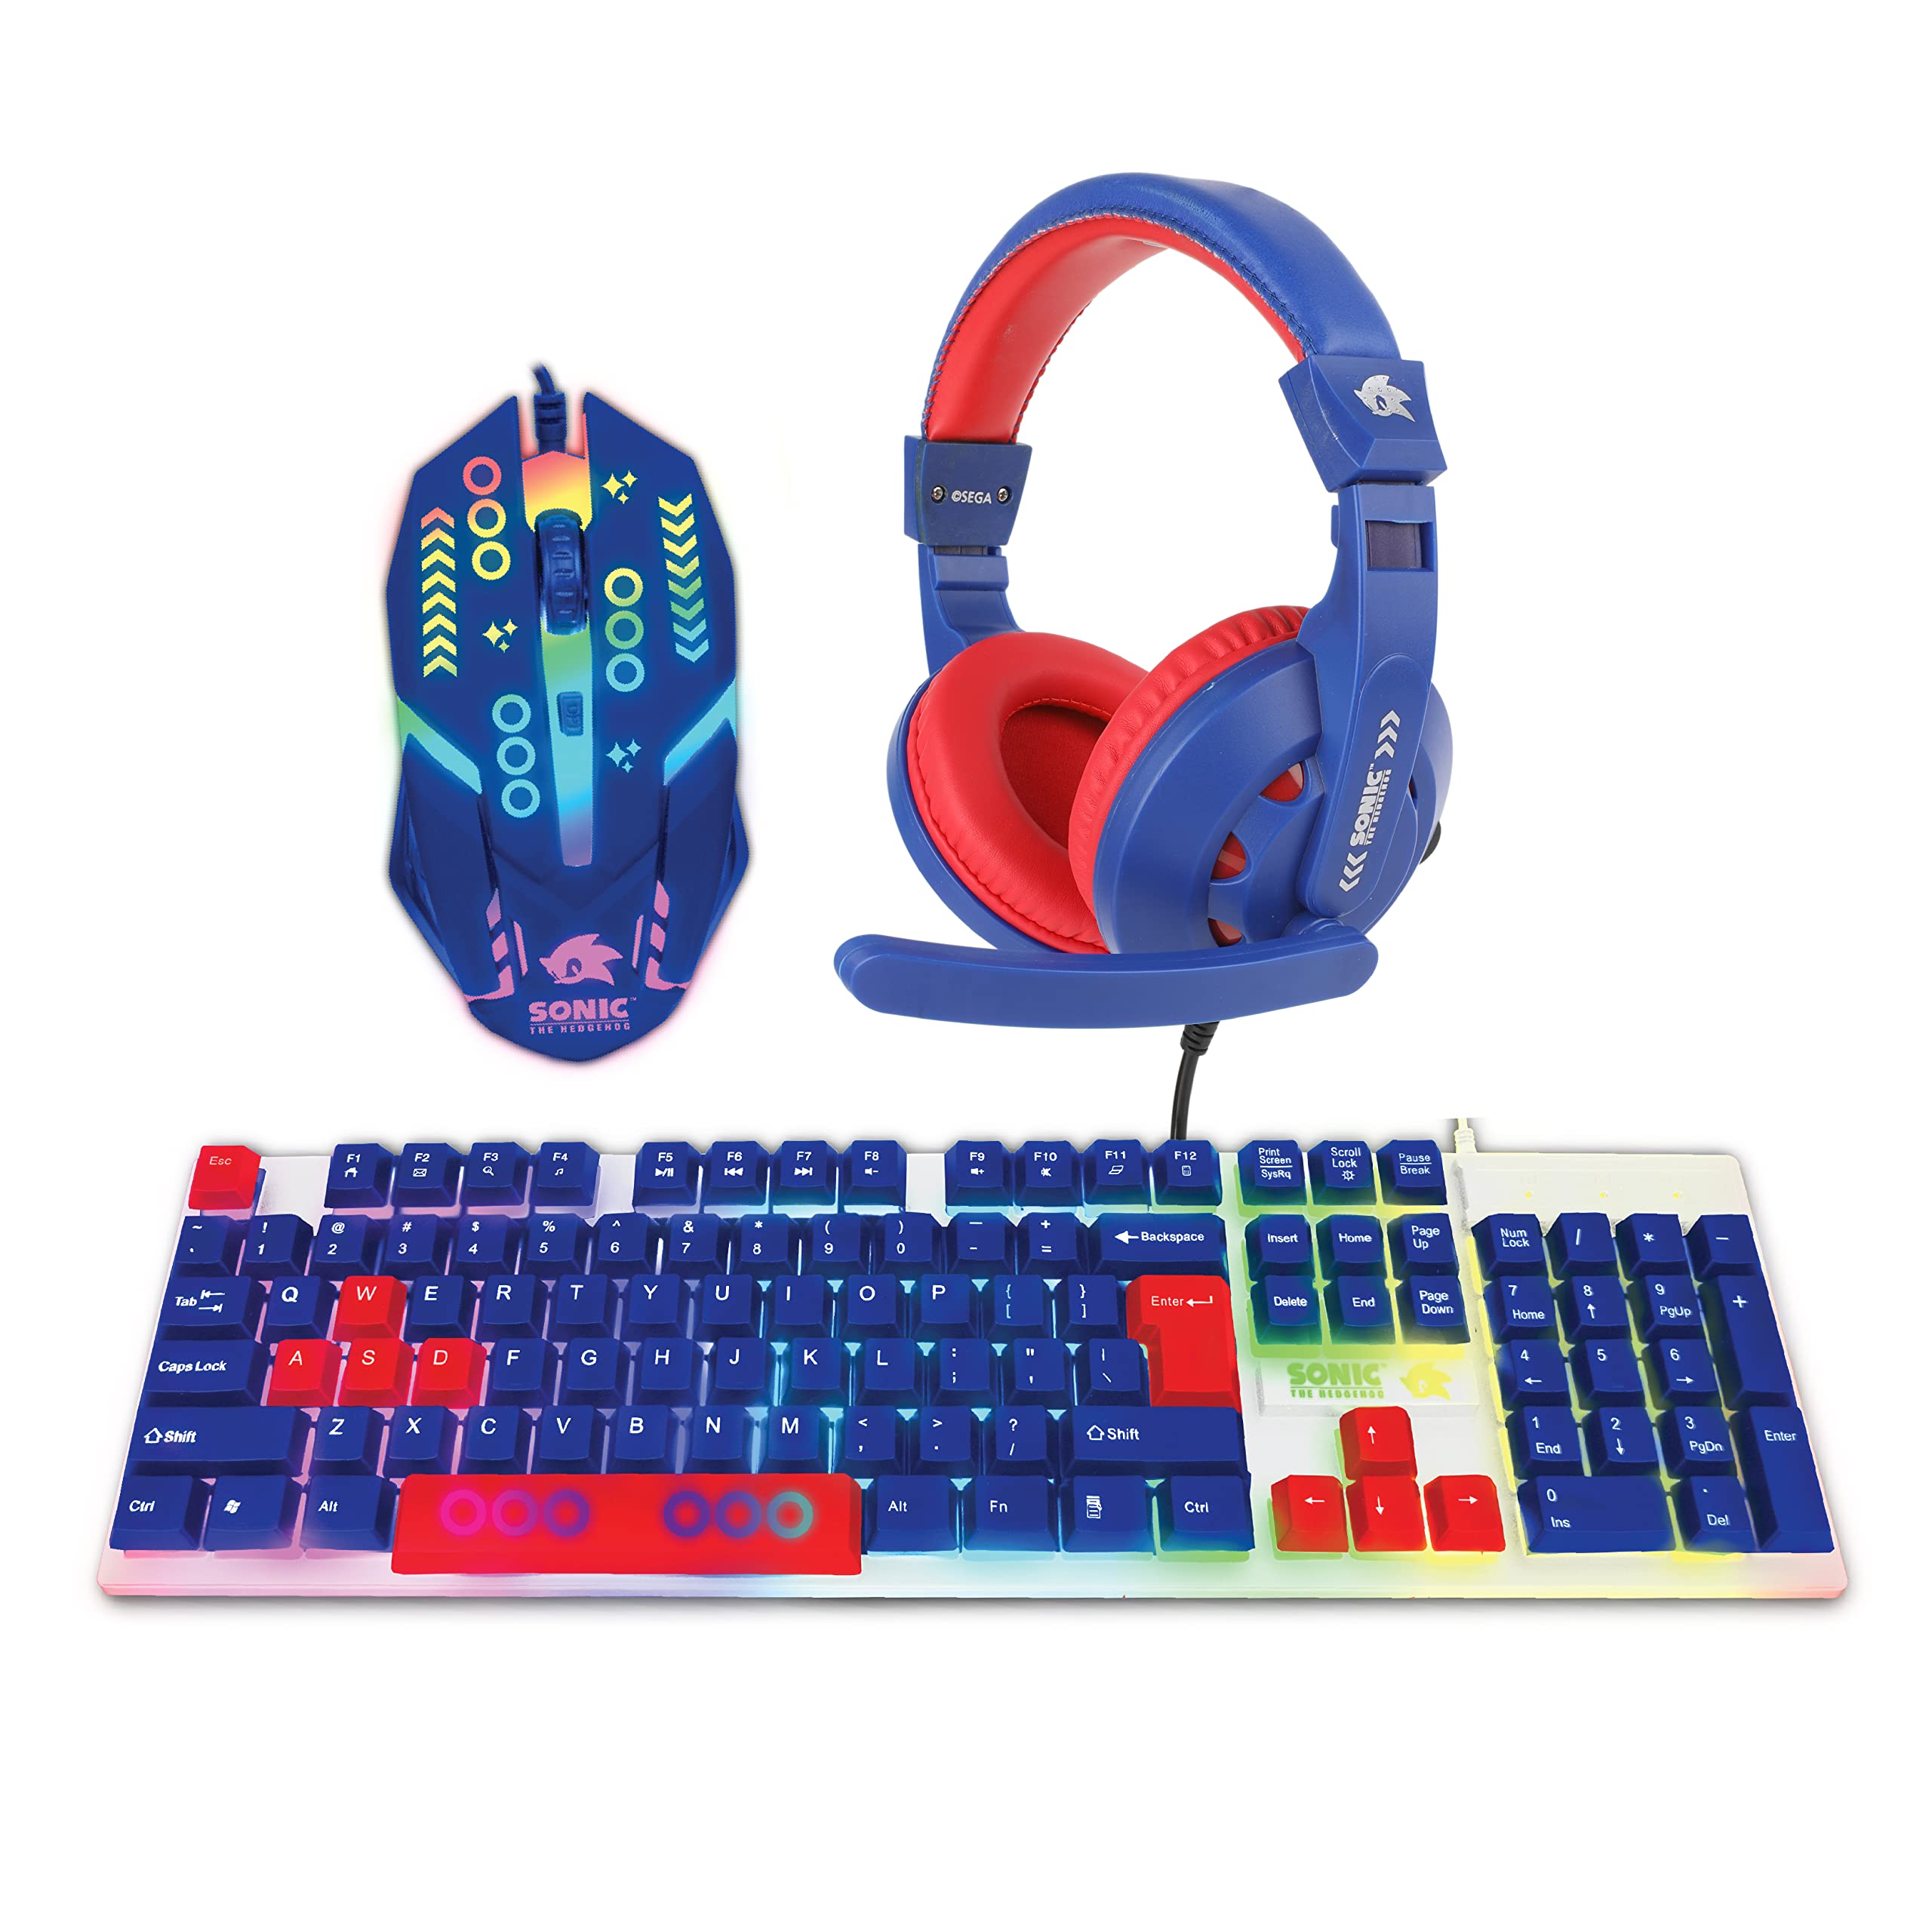 ©SEGA
SONIC™
THE HEDGEHOG
SONIC™
THE HEDGEHOG
Esc F1 F2 F3 F4 F5 F6 F7 F8 F9 F10 F11 F12 Print Screen SysRq Scroll Lock Pause Break
~ ` ! 1 @ 2 # 3 $ 4 % 5 ^ 6 & 7 * 8 ( 9 ) 0 — - + = ← Backspace Insert Home Page Up Num Lock / * −
Tab Q W E R T Y U I O P { [ } ] Enter Delete End Page Down 7 Home 8 ↑ 9 PgUp +
Caps Lock A S D F G H J K L : ; " ' | \ SONIC™ 4 ← 5 6 →
THE HEDGEHOG
Shift Z X C V B N M < , > . ? / Shift ↑ 1 End 2 ↓ 3 PgDn Enter
Ctrl Alt Alt Fn Ctrl ← ↓ → 0 Ins . Del